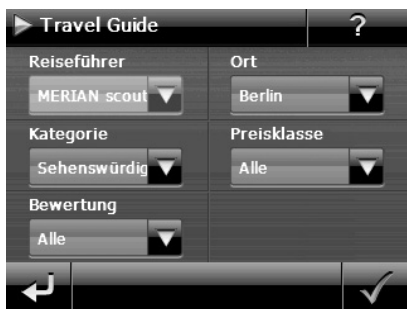 Travel Guide ?
Reiseführer
MERIAN scout
Ort
Berlin
Kategorie
Sehenswürdig
Preisklasse
Alle
Bewertung
Alle